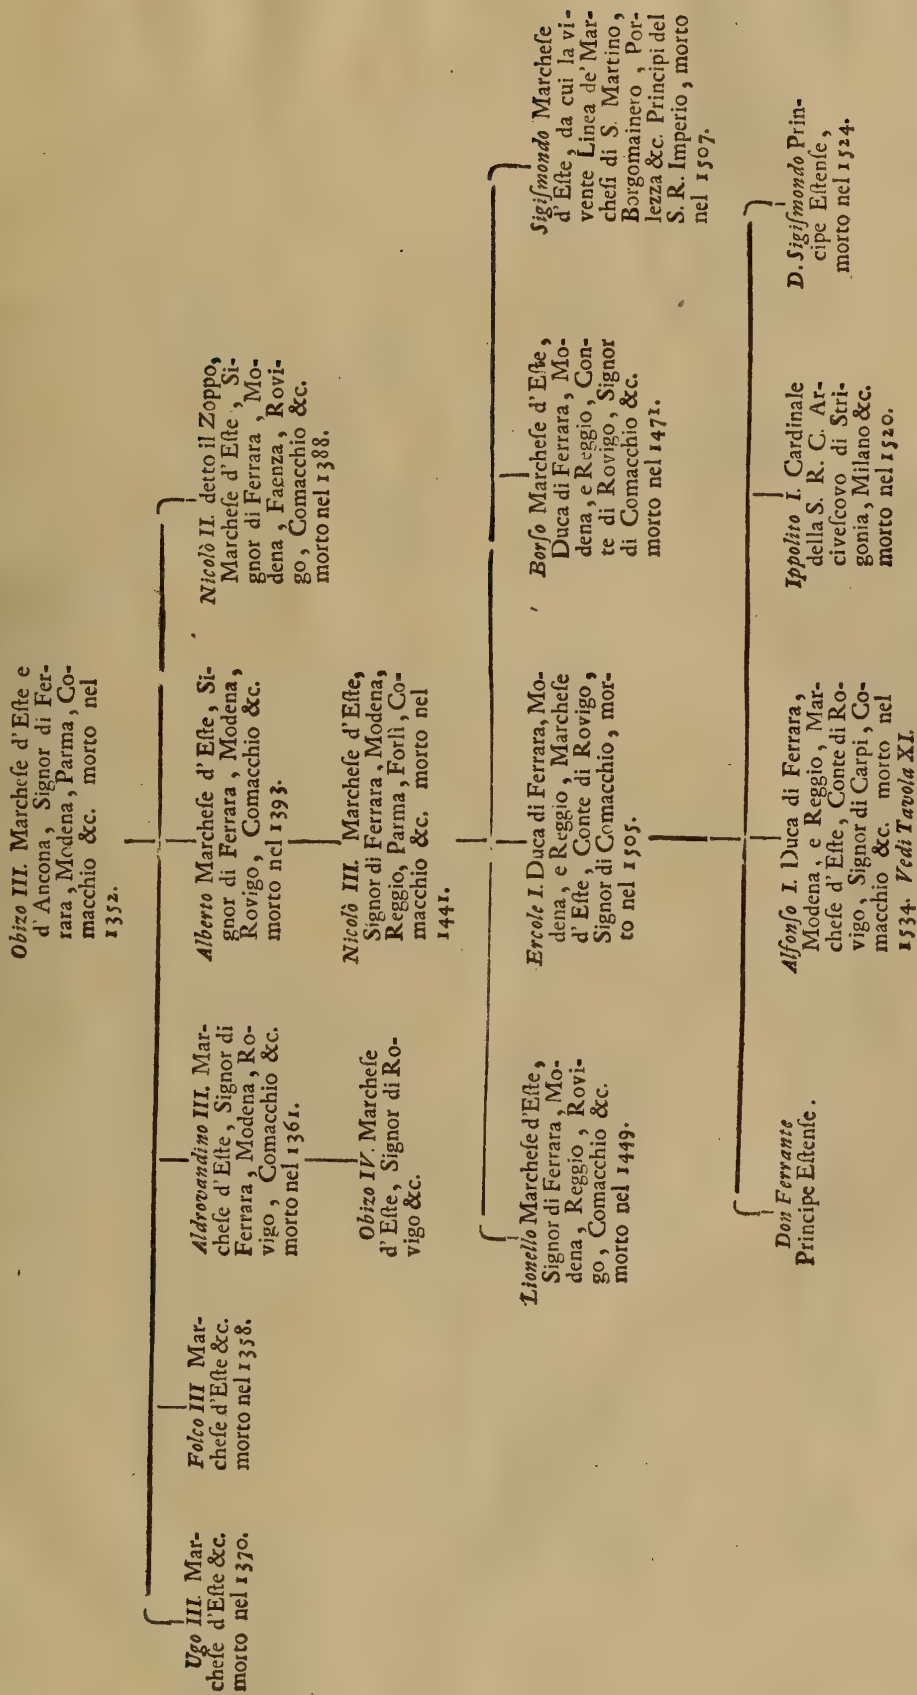 Obizo III. Marcheſe d'Eſte e
d'Ancona, Signor di Fer-
rara, Modena, Parma, Co-
macchio &c. morto nel
1352.
Ugo III. Mar-
cheſe d'Eſte &c.
morto nel 1370.
Folco III Mar-
cheſe d'Eſte &c.
morto nel 1358.
Aldrovandino III. Mar-
cheſe d'Eſte, Signor di
Ferrara, Modena, Ro-
vigo, Comacchio &c.
morto nel 1361.
Alberto Marcheſe d'Eſte, Si-
gnor di Ferrara, Modena,
Rovigo, Comacchio &c.
morto nel 1393.
Nicolò II. detto il Zoppo,
Marcheſe d'Eſte, Si-
gnor di Ferrara, Mo-
dena, Faenza, Rovi-
go, Comacchio &c.
morto nel 1388.
Obizo IV. Marcheſe
d'Eſte, Signor di Ro-
vigo &c.
Nicolò III. Marcheſe d'Eſte,
Signor di Ferrara, Modena,
Reggio, Parma, Forlì, Co-
macchio &c. morto nel
1441.
Lionello Marcheſe d'Eſte,
Signor di Ferrara, Mo-
dena, Reggio, Rovi-
go, Comacchio &c.
morto nel 1449.
Ercole I. Duca di Ferrara, Mo-
dena, e Reggio, Marcheſe
d'Eſte, Conte di Rovigo,
Signor di Comacchio, mor-
to nel 1505.
Borſo Marcheſe d'Eſte,
Duca di Ferrara, Mo-
dena, e Reggio, Con-
te di Rovigo, Signor
di Comacchio &c.
morto nel 1471.
Sigiſmondo Marcheſe
d'Eſte, da cui la vi-
vente Linea de' Mar-
cheſi di S. Martino,
Borgomainero, Por-
lezza &c. Principi del
S. R. Imperio, morto
nel 1507.
Don Ferrante
Principe Eſtenſe.
Alfonſo I. Duca di Ferrara,
Modena, e Reggio, Mar-
cheſe d'Eſte, Conte di Ro-
vigo, Signor di Carpi, Co-
macchio &c. morto nel
1534. Vedi Tavola XI.
Ippolito I. Cardinale
della S. R. C. Ar-
civeſcovo di Stri-
gonia, Milano &c.
morto nel 1520.
D. Sigiſmondo Prin-
cipe Eſtenſe,
morto nel 1524.